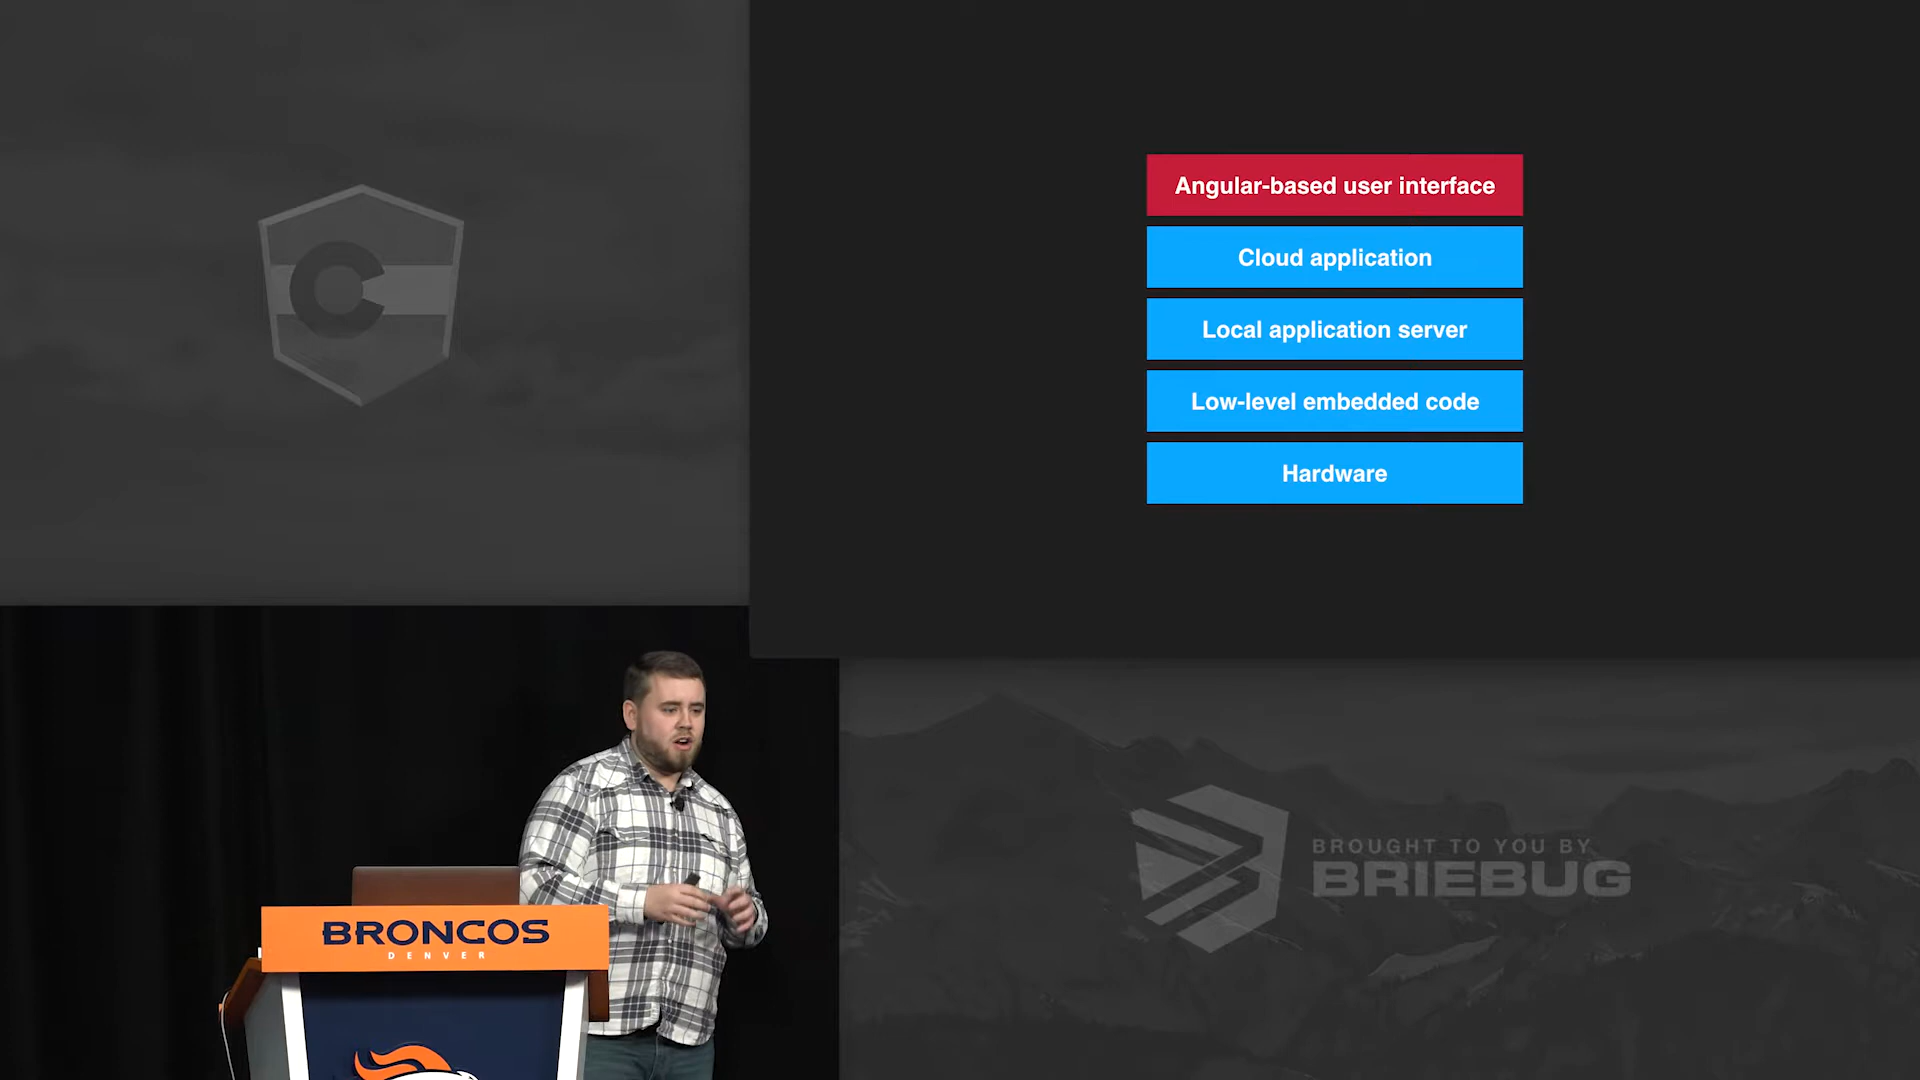 Angular-based user interface
Cloud application
Local application server
Low-level embedded code
Hardware
BROUGHT TO YOU BY
BRIEBUG
BRONCOS
DENVER